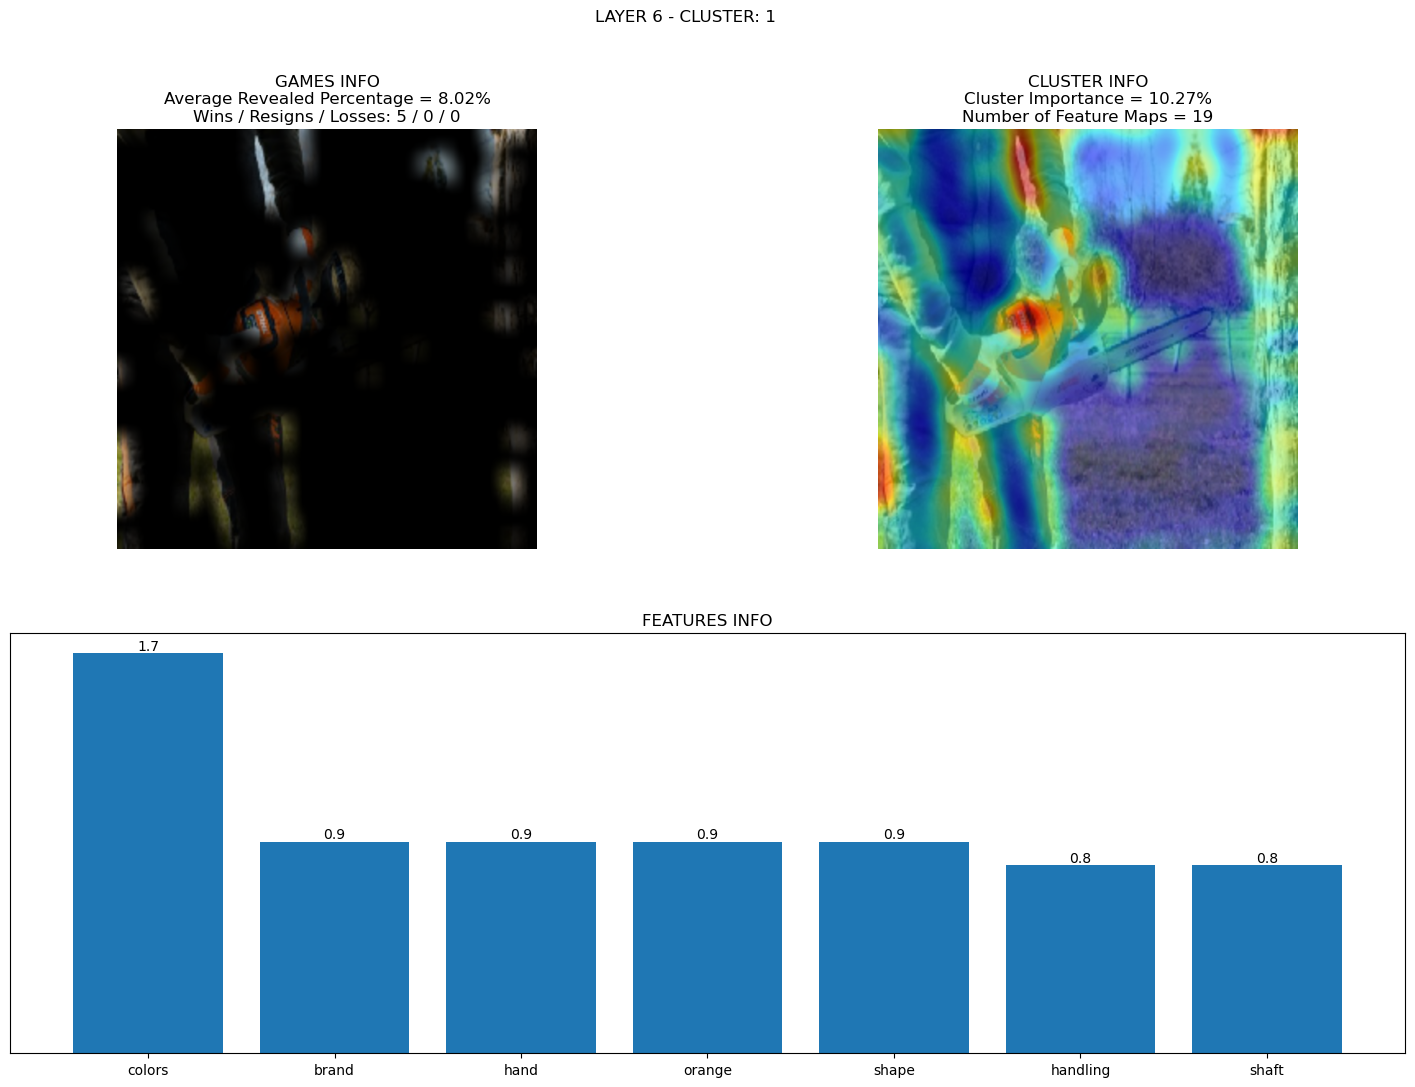 LAYER 6 - CLUSTER: 1
GAMES INFO
Average Revealed Percentage = 8.02%
Wins / Resigns / Losses: 5 / 0 / 0
CLUSTER INFO
Cluster Importance = 10.27%
Number of Feature Maps = 19
FEATURES INFO
1.7
0.9
0.9
0.9
0.9
0.8
0.8
colors
brand
hand
orange
shape
handling
shaft